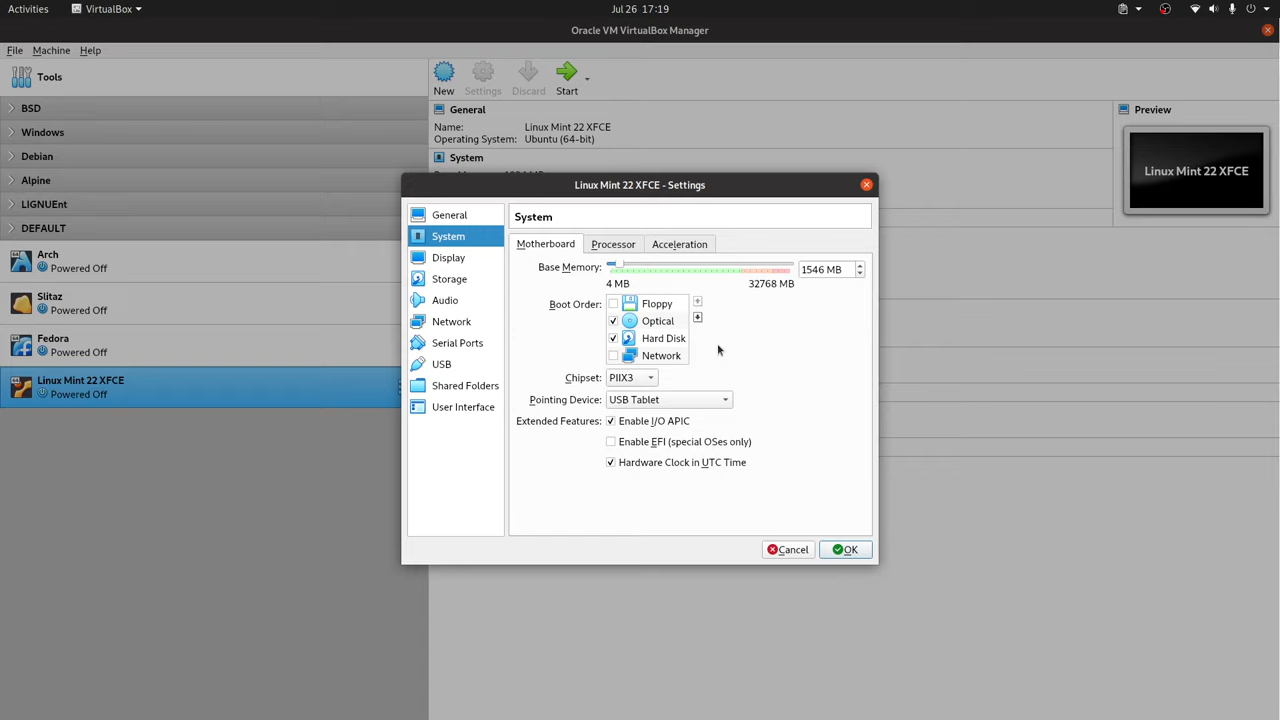 Activities VirtualBox Jul 26 17:19
Oracle VM VirtualBox Manager
File Machine Help
Tools
New Settings Discard Start
BSD
Windows
Debian
Alpine
LIGNUEnt
DEFAULT
Arch
Powered Off
Slitaz
Powered Off
Fedora
Powered Off
Linux Mint 22 XFCE
Powered Off
General
Name: Linux Mint 22 XFCE
Operating System: Ubuntu (64-bit)
System
Preview
Linux Mint 22 XFCE
Linux Mint 22 XFCE - Settings
General
System
Display
Storage
Audio
Network
Serial Ports
USB
Shared Folders
User Interface
System
Motherboard Processor Acceleration
Base Memory: 1546 MB
4 MB 32768 MB
Boot Order: Floppy
Optical
Hard Disk
Network
Chipset: PIIX3
Pointing Device: USB Tablet
Extended Features: Enable I/O APIC
Enable EFI (special OSes only)
Hardware Clock in UTC Time
Cancel OK